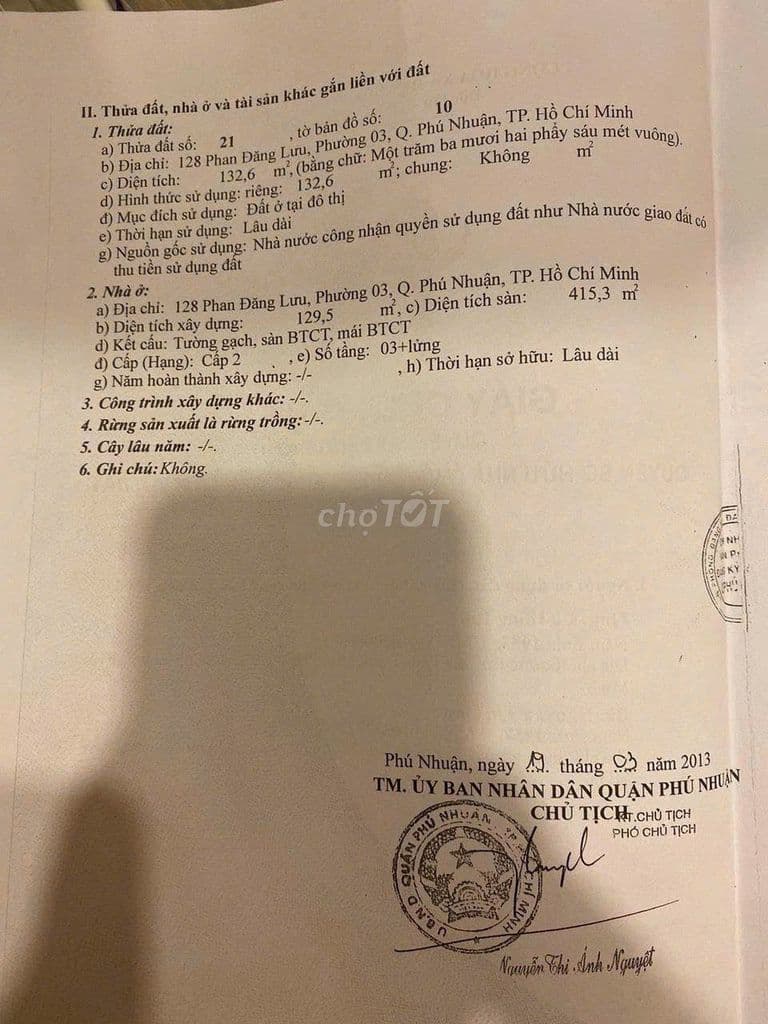 II. Thửa đất, nhà ở và tài sản khác gắn liền với đất
1. Thửa đất:
a) Thửa đất số: 21 , tờ bản đồ số: 10
b) Địa chỉ: 128 Phan Đăng Lưu, Phường 03, Q. Phú Nhuận, TP. Hồ Chí Minh
c) Diện tích: 132,6 m², (bằng chữ: Một trăm ba mươi hai phẩy sáu mét vuông).
d) Hình thức sử dụng: riêng: 132,6 m²; chung: Không m²
đ) Mục đích sử dụng: Đất ở tại đô thị
e) Thời hạn sử dụng: Lâu dài
g) Nguồn gốc sử dụng: Nhà nước công nhận quyền sử dụng đất như Nhà nước giao đất có
thu tiền sử dụng đất
2. Nhà ở:
a) Địa chỉ: 128 Phan Đăng Lưu, Phường 03, Q. Phú Nhuận, TP. Hồ Chí Minh
b) Diện tích xây dựng: 129,5 m², c) Diện tích sàn: 415,3 m²
d) Kết cấu: Tường gạch, sàn BTCT, mái BTCT
đ) Cấp (Hạng): Cấp 2 , e) Số tầng: 03+lửng
g) Năm hoàn thành xây dựng: -/- , h) Thời hạn sở hữu: Lâu dài
3. Công trình xây dựng khác: -/-.
4. Rừng sản xuất là rừng trồng: -/-.
5. Cây lâu năm: -/-.
6. Ghi chú: Không.
chợTỐT
Phú Nhuận, ngày 19. tháng 03 năm 2013
TM. ỦY BAN NHÂN DÂN QUẬN PHÚ NHUẬN
CHỦ TỊCH
KT.CHỦ TỊCH
PHÓ CHỦ TỊCH
U.B.N.D QUẬN PHÚ NHUẬN TP. HỒ CHÍ MINH
Nguyễn Thị Ánh Nguyệt